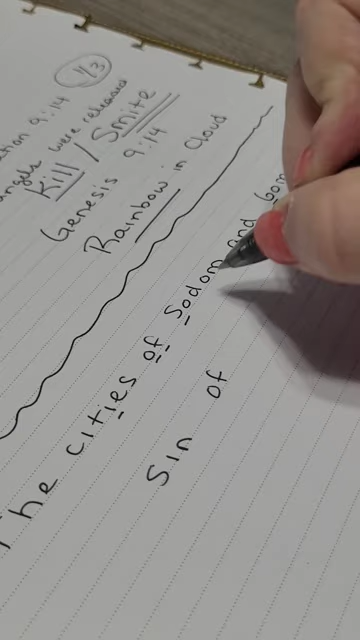 1/3
9:14
angels were released
Kill / Smite
Genesis 9:14
Rainbow in Cloud
The cities of Sodom and Gom
Sin of